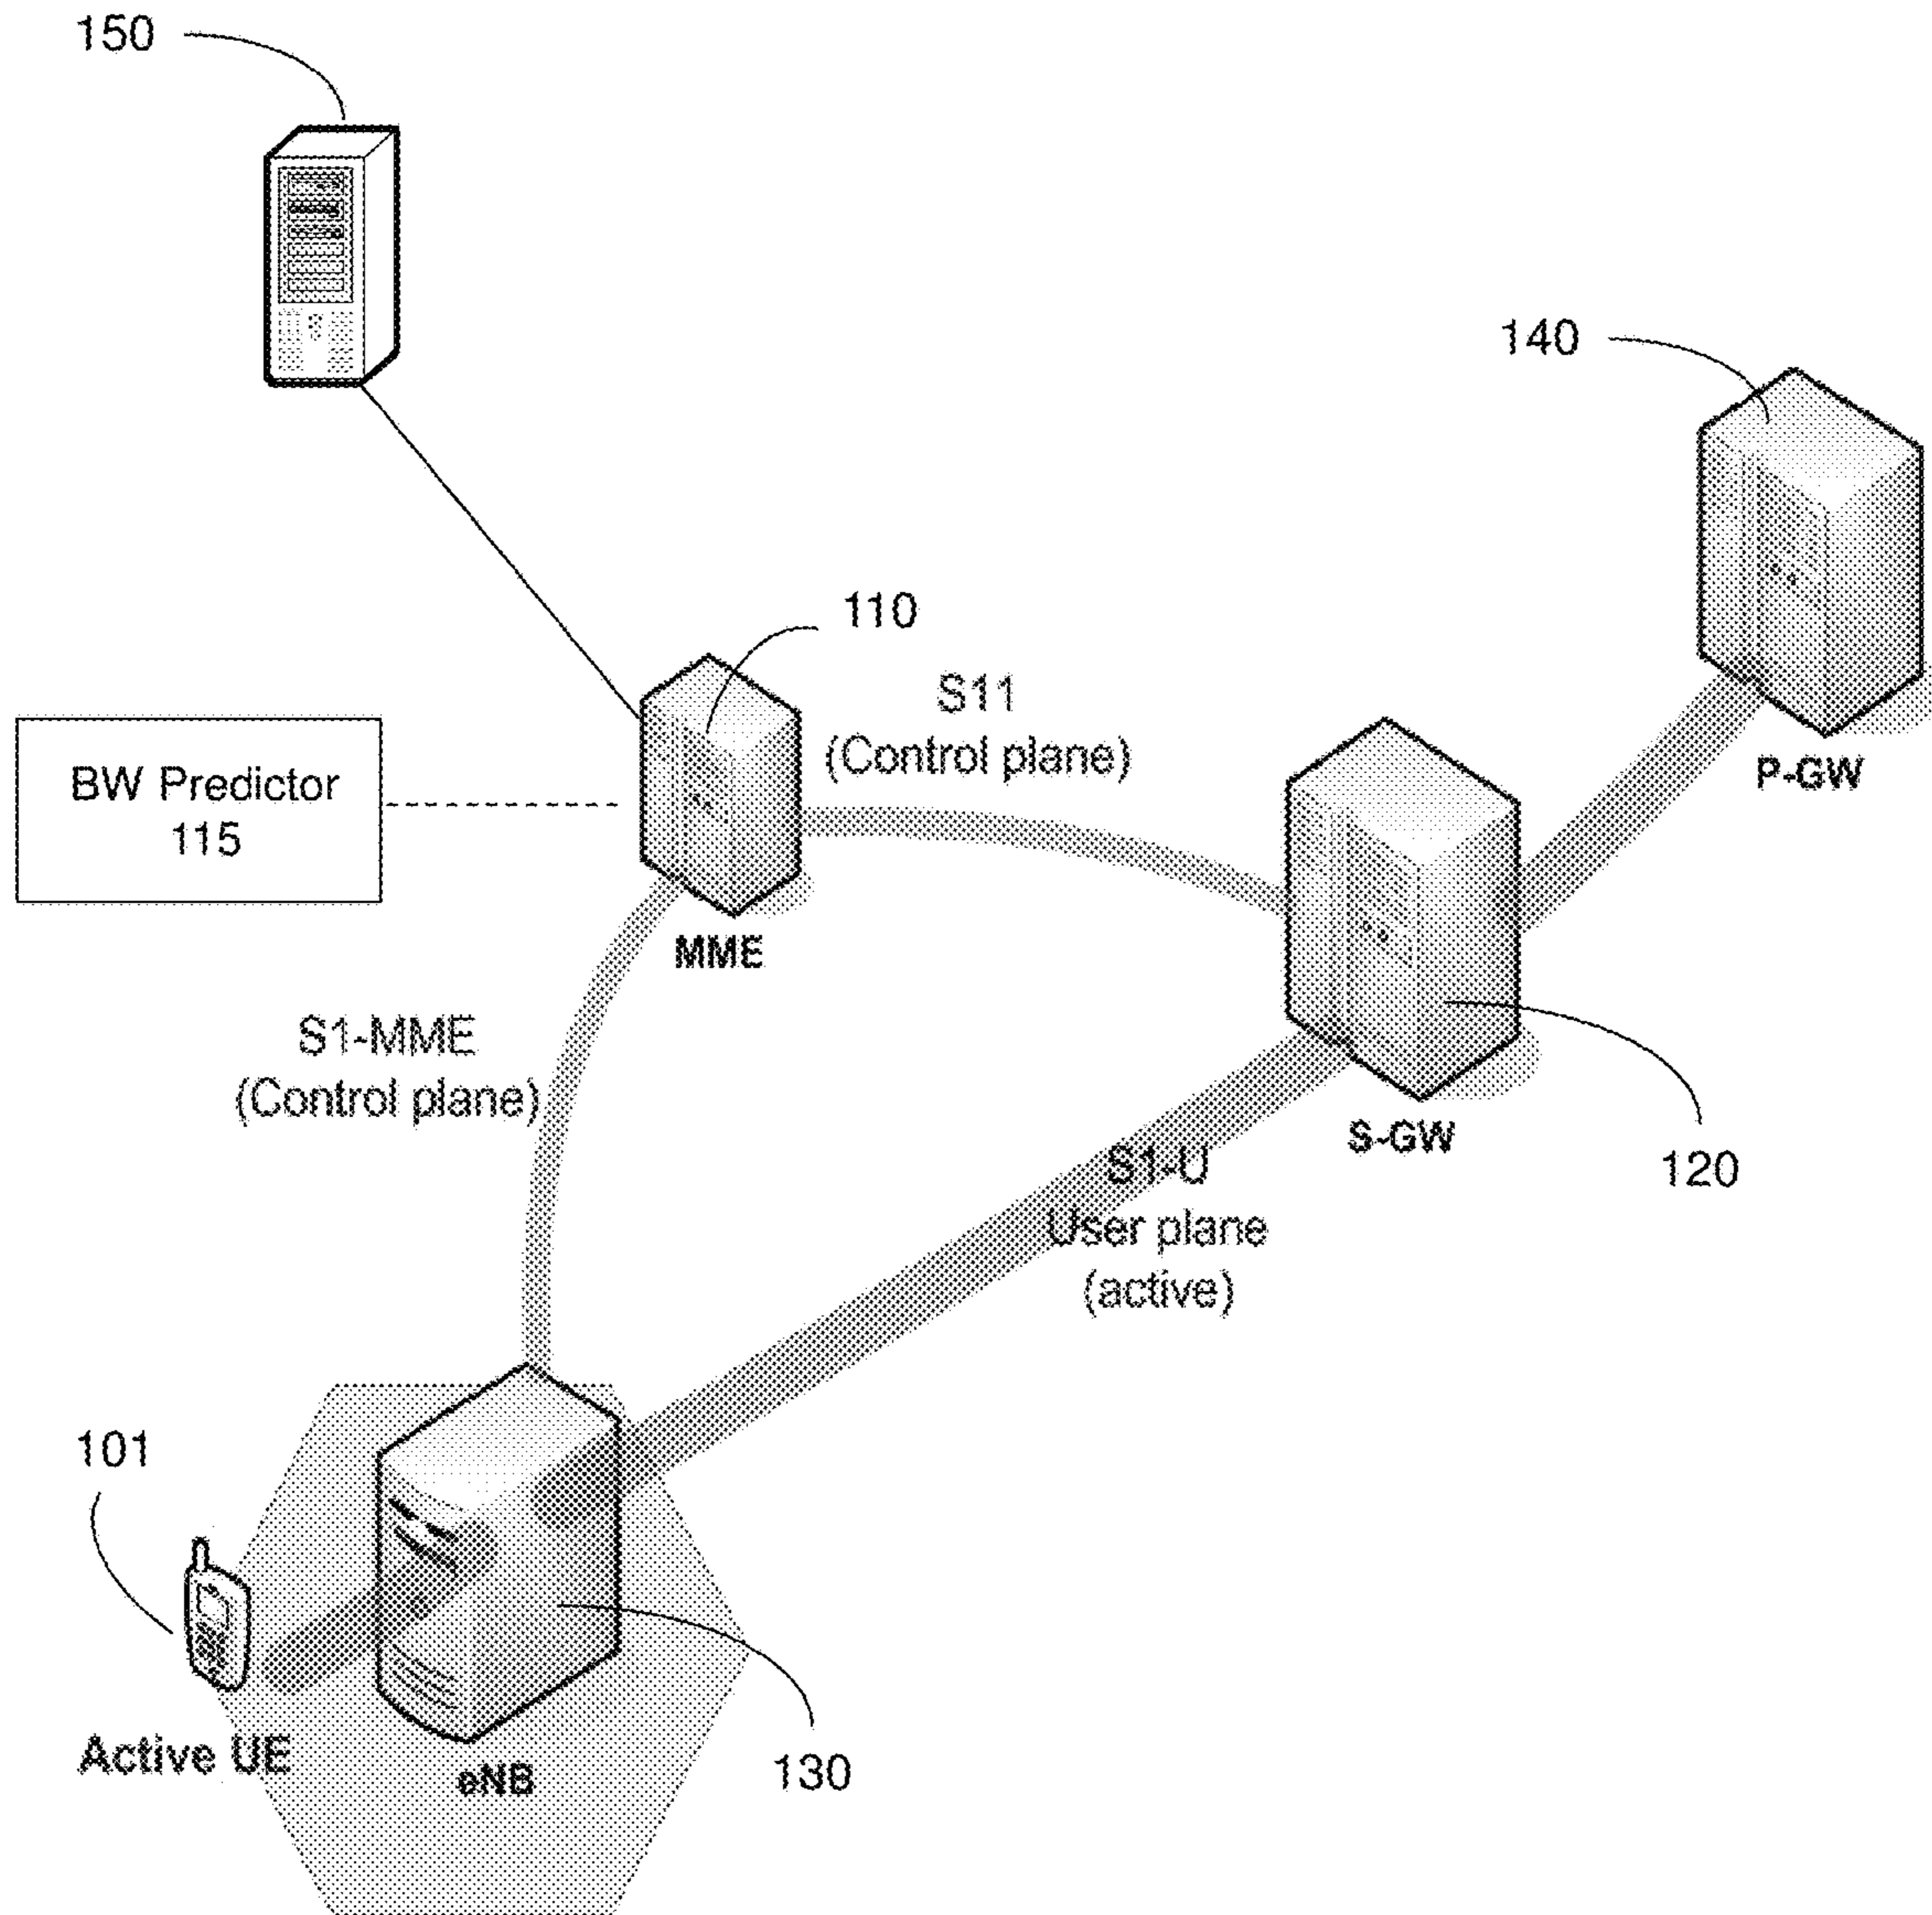 150
140
110
S11
(Control plane)
P-GW
BW Predictor
115
MME
S1-MME
(Control plane)
S-GW
120
S1-U
User plane
(active)
101
Active UE
eNB
130